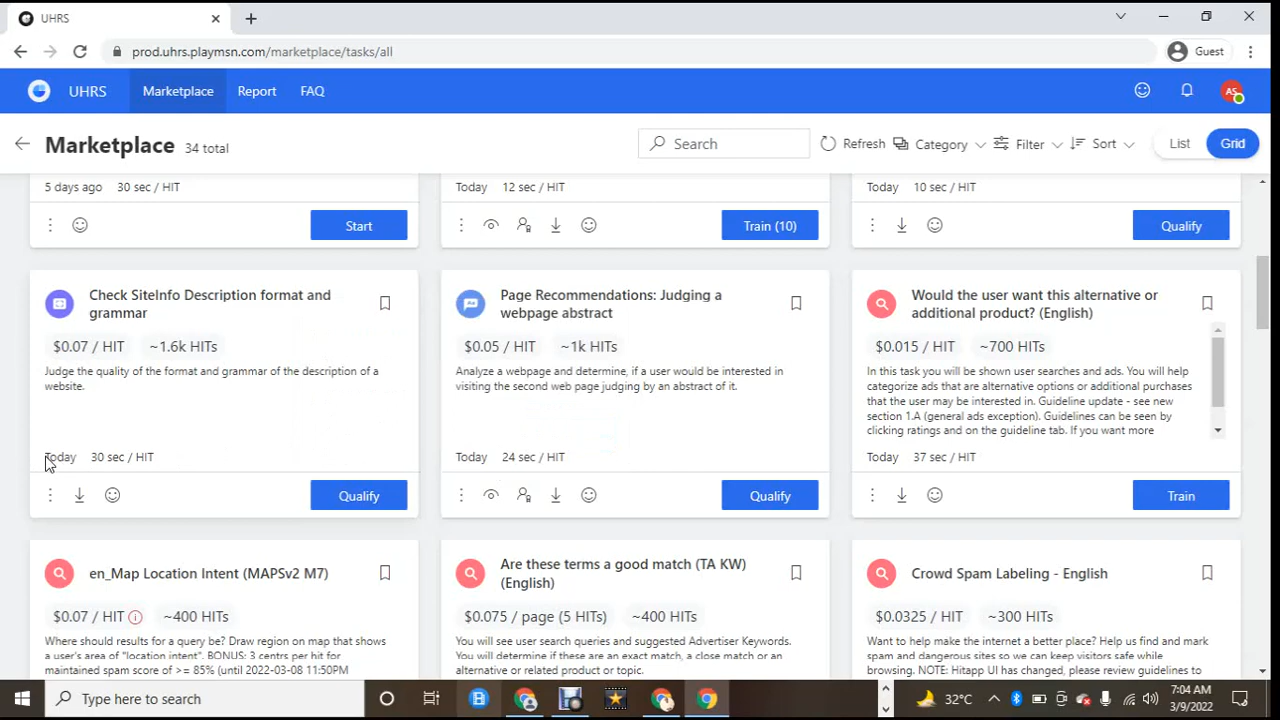 UHRS
prod.uhrs.playmsn.com/marketplace/tasks/all
Guest
UHRS Marketplace Report FAQ
AS
Marketplace 34 total
Search
Refresh
Category
Filter
Sort
List
Grid
5 days ago 30 sec / HIT
Start
Today 12 sec / HIT
Train (10)
Today 10 sec / HIT
Qualify
Check SiteInfo Description format and
grammar
$0.07 / HIT ~1.6k HITs
Judge the quality of the format and grammar of the description of a
website.
Today 30 sec / HIT
Qualify
Page Recommendations: Judging a
webpage abstract
$0.05 / HIT ~1k HITs
Analyze a webpage and determine, if a user would be interested in
visiting the second web page judging by an abstract of it.
Today 24 sec / HIT
Qualify
Would the user want this alternative or
additional product? (English)
$0.015 / HIT ~700 HITs
In this task you will be shown user searches and ads. You will help
categorize ads that are alternative options or additional purchases
that the user may be interested in. Guideline update - see new
section 1.A (general ads exception). Guidelines can be seen by
clicking ratings and on the guideline tab. If you want more
Today 37 sec / HIT
Train
en_Map Location Intent (MAPSv2 M7)
$0.07 / HIT ~400 HITs
Where should results for a query be? Draw region on map that shows
a user's area of "location intent". BONUS: 3 centrs per hit for
maintained spam score of >= 85% (until 2022-03-08 11:50PM
Are these terms a good match (TA KW)
(English)
$0.075 / page (5 HITs) ~400 HITs
You will see user search queries and suggested Advertiser Keywords.
You will determine if these are an exact match, a close match or an
alternative or related product or topic.
Crowd Spam Labeling - English
$0.0325 / HIT ~300 HITs
Want to help make the internet a better place? Help us find and mark
spam and dangerous sites so we can keep visitors safe while
browsing. NOTE: Hitapp UI has changed, please review guidelines to
Type here to search
32°C
7:04 AM
3/9/2022